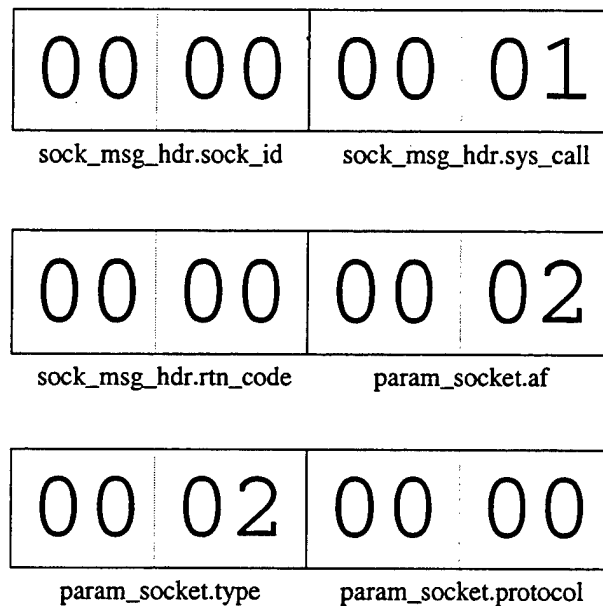 00 00 00 01
sock_msg_hdr.sock_id sock_msg_hdr.sys_call
00 00 00 02
sock_msg_hdr.rtn_code param_socket.af
00 02 00 00
param_socket.type param_socket.protocol